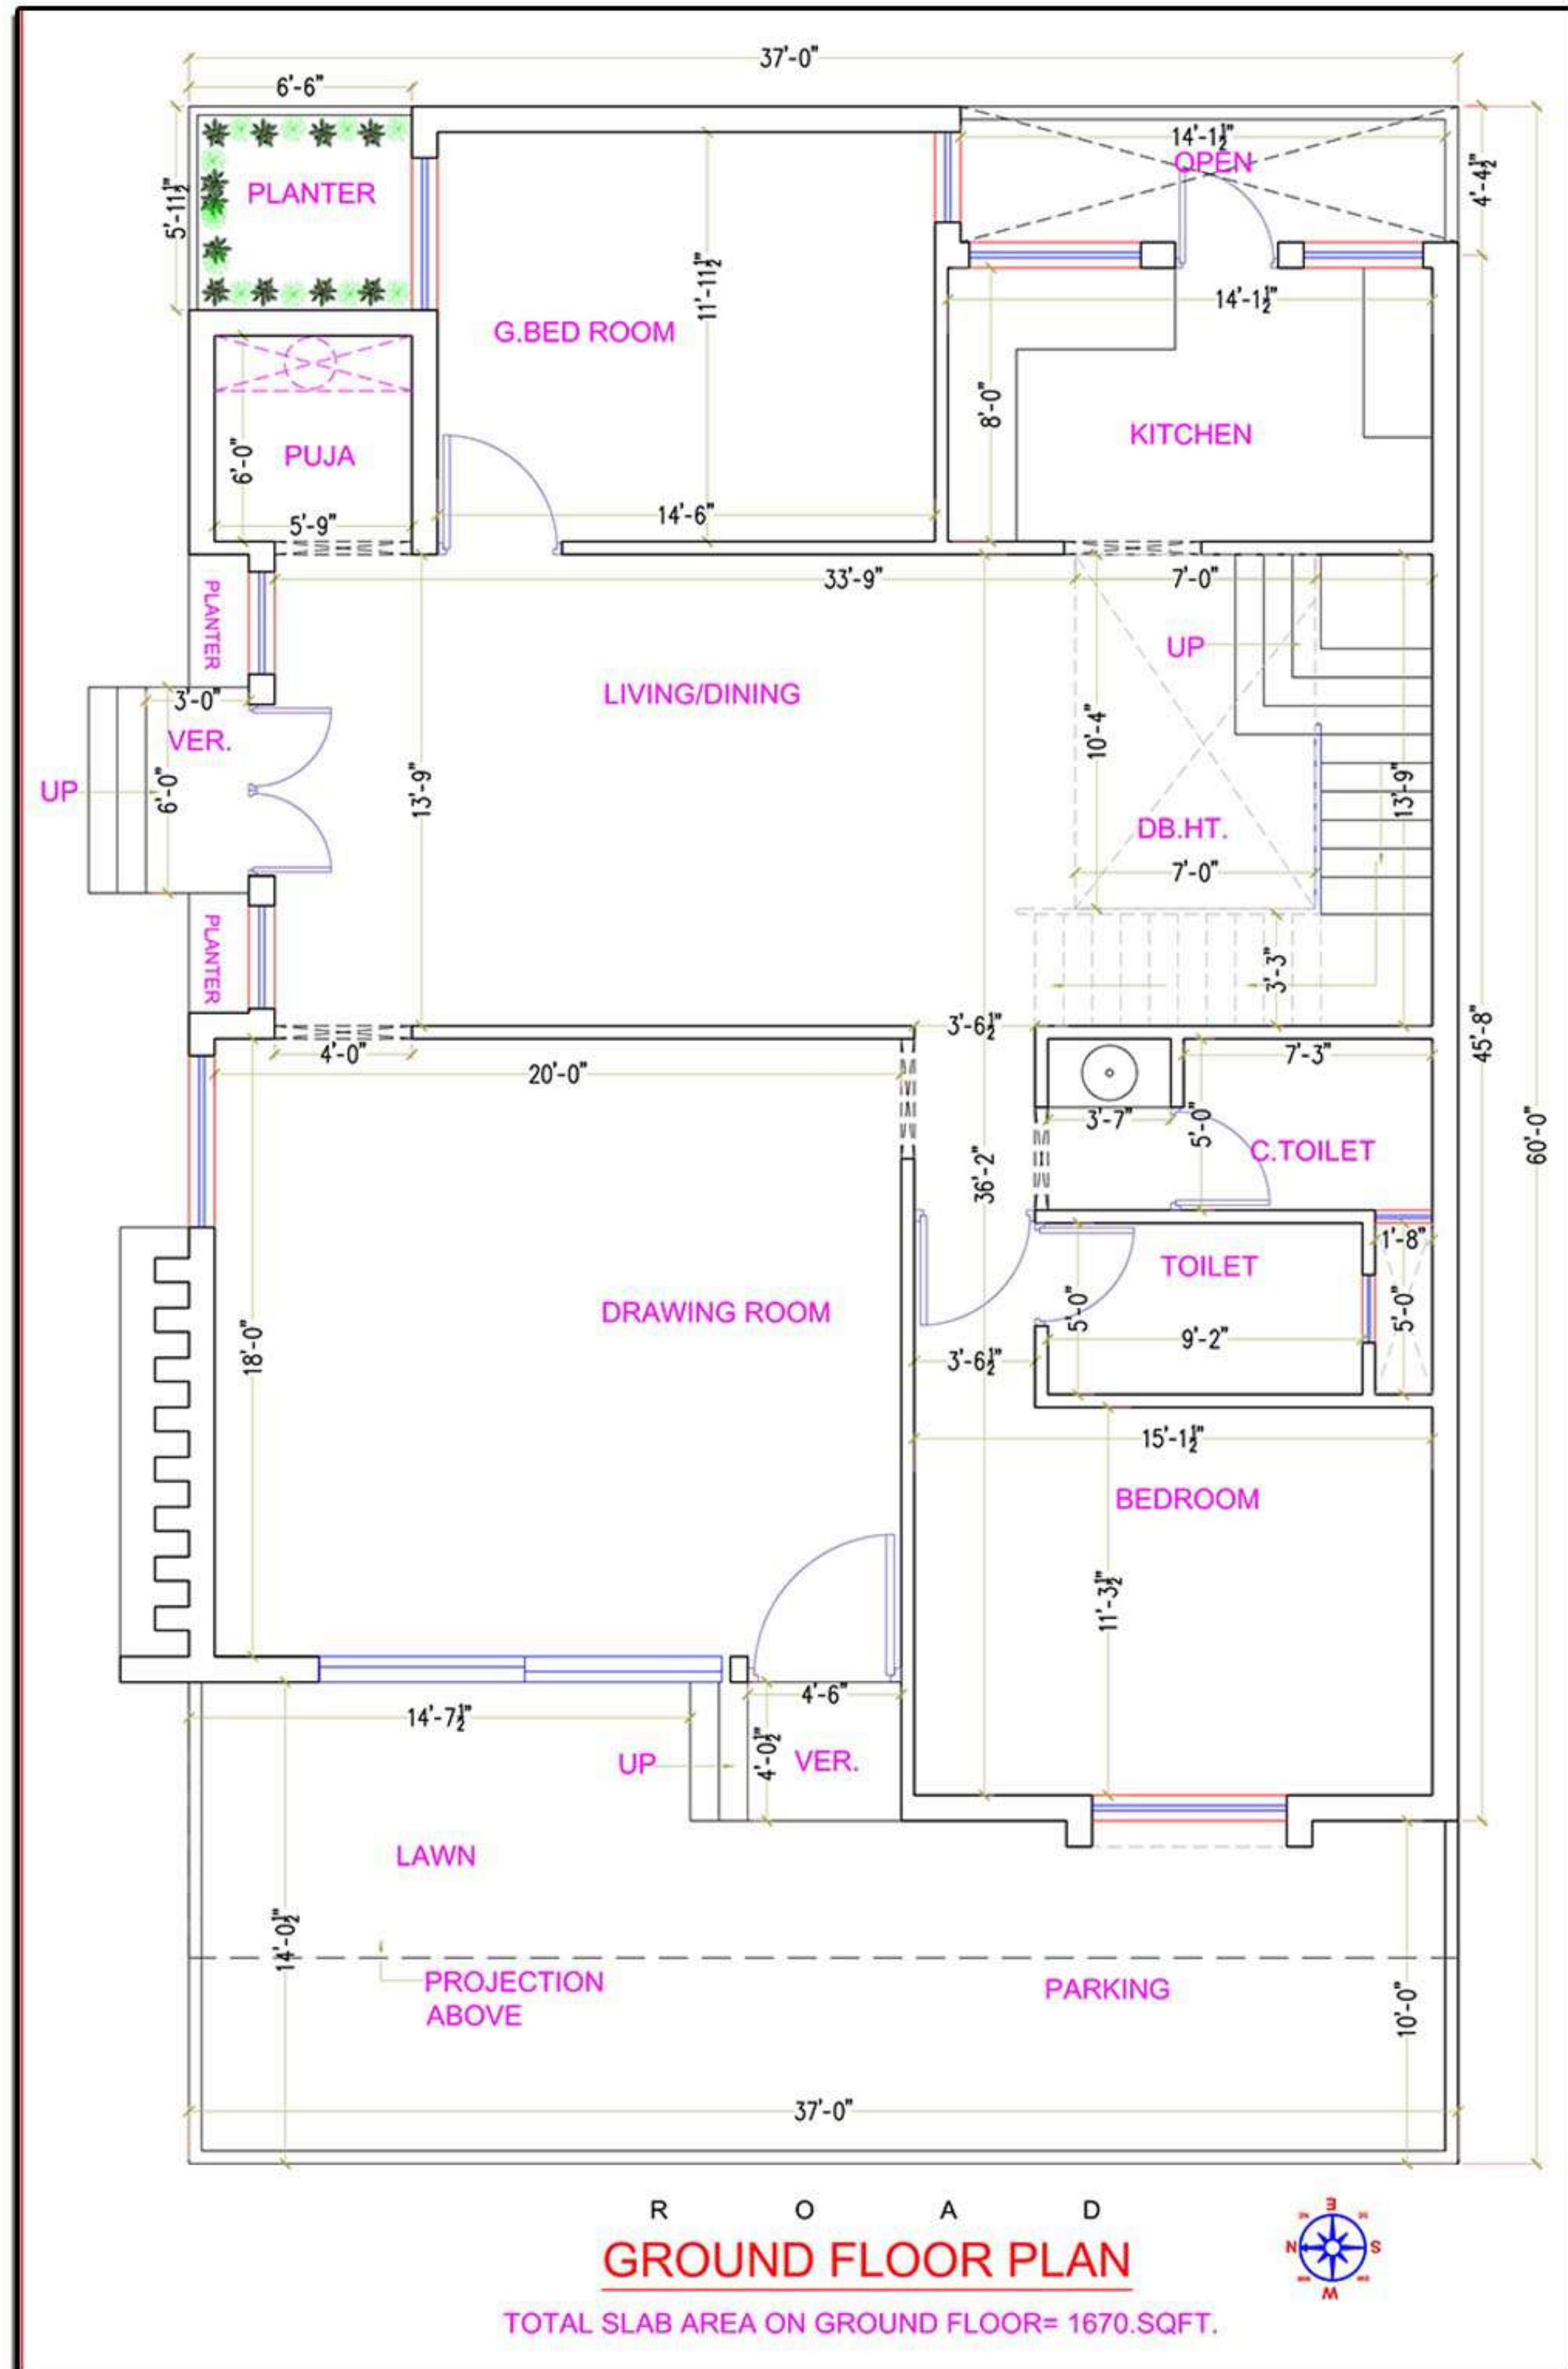 37'-0"
6'-6"
14'-1½"
OPEN
PLANTER
5'-11½"
4'-4½"
11'-11½"
14'-1½"
G.BED ROOM
8'-0"
KITCHEN
PUJA
6'-0"
5'-9"
14'-6"
33'-9"
7'-0"
PLANTER
UP
LIVING/DINING
3'-0"
VER.
10'-4"
UP
6'-0"
13'-9"
13'-9"
DB.HT.
7'-0"
PLANTER
3'-3"
3'-6½"
45'-8"
4'-0"
7'-3"
20'-0"
3'-7"
5'-0"
60'-0"
C.TOILET
36'-2"
1'-8"
TOILET
DRAWING ROOM
5'-0"
5'-0"
18'-0"
9'-2"
3'-6½"
15'-1½"
BEDROOM
11'-3½"
4'-6"
14'-7½"
UP
4'-0½"
VER.
LAWN
14'-0½"
PROJECTION
ABOVE
PARKING
10'-0"
37'-0"
R O A D
E
N
S
W
GROUND FLOOR PLAN
TOTAL SLAB AREA ON GROUND FLOOR= 1670.SQFT.